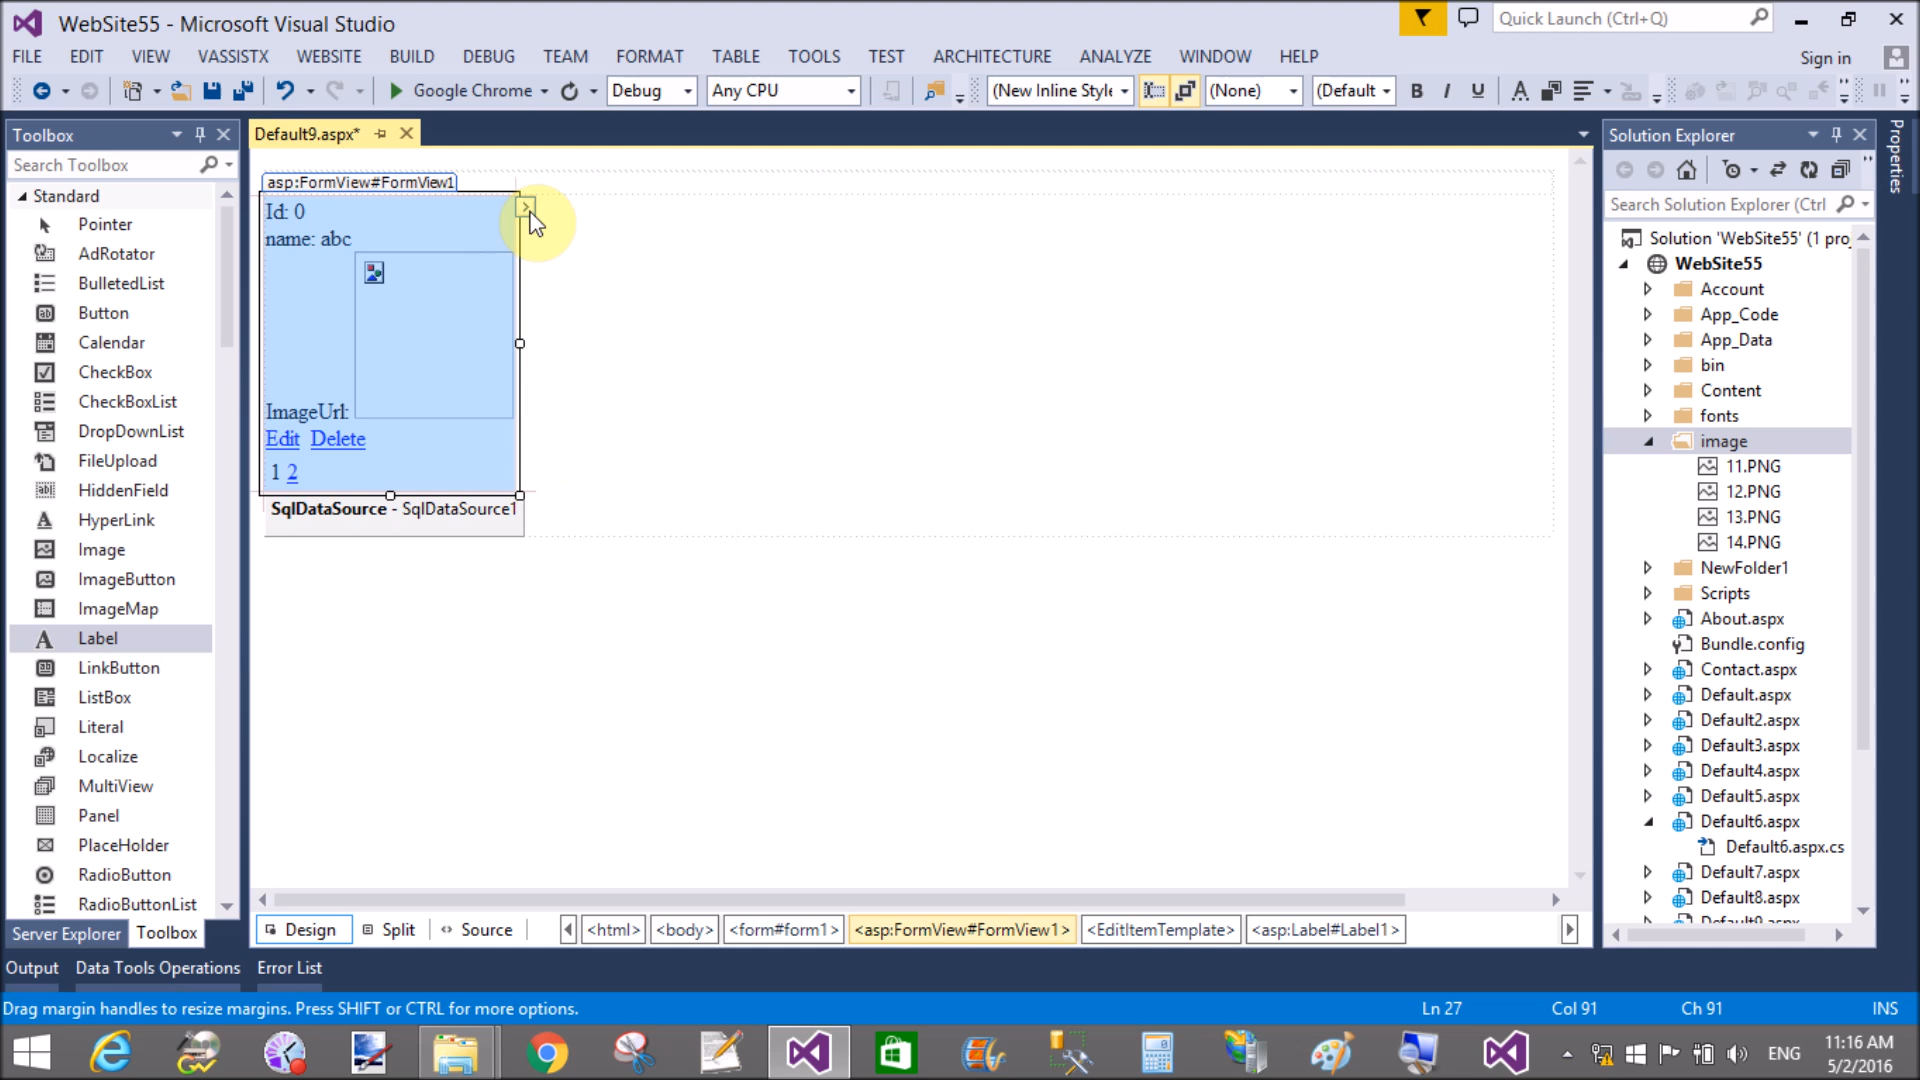 WebSite55 - Microsoft Visual Studio
Quick Launch (Ctrl+Q)
FILE EDIT VIEW VASSISTX WEBSITE BUILD DEBUG TEAM FORMAT TABLE TOOLS TEST ARCHITECTURE ANALYZE WINDOW HELP
Sign in
Google Chrome Debug Any CPU (New Inline Style (None) (Default B I U
Toolbox
Search Toolbox
Standard
Pointer
AdRotator
BulletedList
Button
Calendar
CheckBox
CheckBoxList
DropDownList
FileUpload
HiddenField
HyperLink
Image
ImageButton
ImageMap
Label
LinkButton
ListBox
Literal
Localize
MultiView
Panel
PlaceHolder
RadioButton
RadioButtonList
Server Explorer Toolbox
Default9.aspx*
asp:FormView#FormView1
Id: 0
name: abc
ImageUrl:
Edit Delete
1 2
SqlDataSource - SqlDataSource1
Design Split Source <html> <body> <form#form1> <asp:FormView#FormView1> <EditItemTemplate> <asp:Label#Label1>
Solution Explorer
Search Solution Explorer (Ctrl
Solution 'WebSite55' (1 proj
WebSite55
Account
App_Code
App_Data
bin
Content
fonts
image
11.PNG
12.PNG
13.PNG
14.PNG
NewFolder1
Scripts
About.aspx
Bundle.config
Contact.aspx
Default.aspx
Default2.aspx
Default3.aspx
Default4.aspx
Default5.aspx
Default6.aspx
Default6.aspx.cs
Default7.aspx
Default8.aspx
Default9.aspx
Properties
Output Data Tools Operations Error List
Drag margin handles to resize margins. Press SHIFT or CTRL for more options.
Ln 27 Col 91 Ch 91 INS
ENG
11:16 AM
5/2/2016